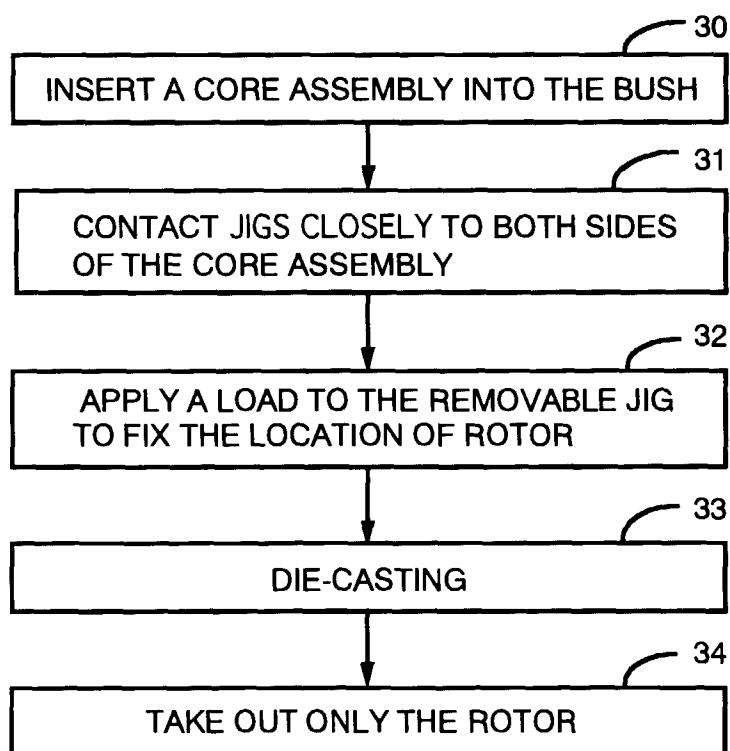 30
INSERT A CORE ASSEMBLY INTO THE BUSH
31
CONTACT JIGS CLOSELY TO BOTH SIDES
OF THE CORE ASSEMBLY
32
APPLY A LOAD TO THE REMOVABLE JIG
TO FIX THE LOCATION OF ROTOR
33
DIE-CASTING
34
TAKE OUT ONLY THE ROTOR